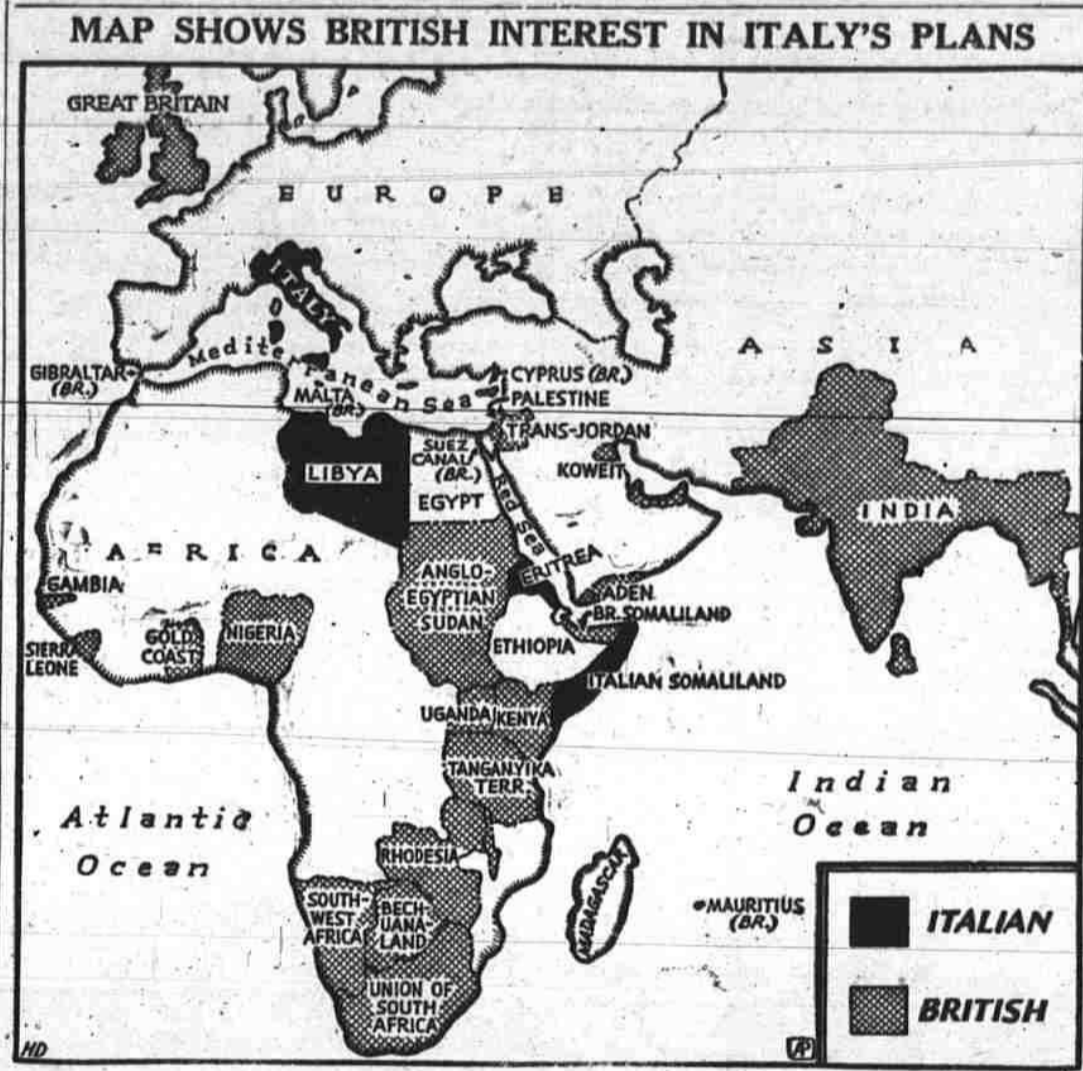 MAP SHOWS BRITISH INTEREST IN ITALY'S PLANS
GREAT BRITAIN
EUROPE
ITALY
ASIA
Mediterranean Sea
GIBRALTAR
(BR.)
MALTA
(BR.)
CYPRUS (BR.)
PALESTINE
TRANS-JORDAN
SUEZ
CANAL
(BR.)
KOWEIT
LIBYA
EGYPT
Red Sea
INDIA
AFRICA
ERITREA
GAMBIA
ANGLO-
EGYPTIAN
SUDAN
ADEN
BR. SOMALILAND
SIERRA
LEONE
GOLD
COAST
NIGERIA
ETHIOPIA
ITALIAN SOMALILAND
UGANDA
KENYA
TANGANYIKA
TERR.
Atlantic
Ocean
Indian
Ocean
RHODESIA
SOUTH-
WEST
AFRICA
BECH-
UANA-
LAND
MADAGASCAR
MAURITIUS
(BR.)
UNION OF
SOUTH
AFRICA
ITALIAN
BRITISH
HD
AP